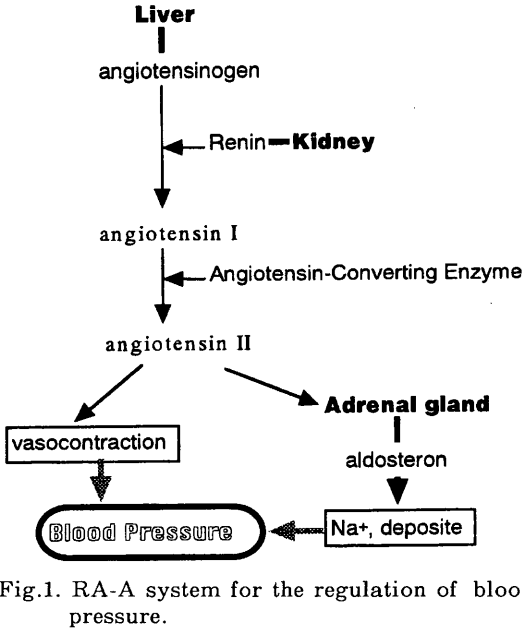 Liver
angiotensinogen
Renin Kidney
angiotensin I
Angiotensin-Converting Enzyme
angiotensin II
Adrenal gland
vasocontraction
aldosteron
Blood Pressure
Na+, deposite
Fig.1. RA-A system for the regulation of bloo
pressure.